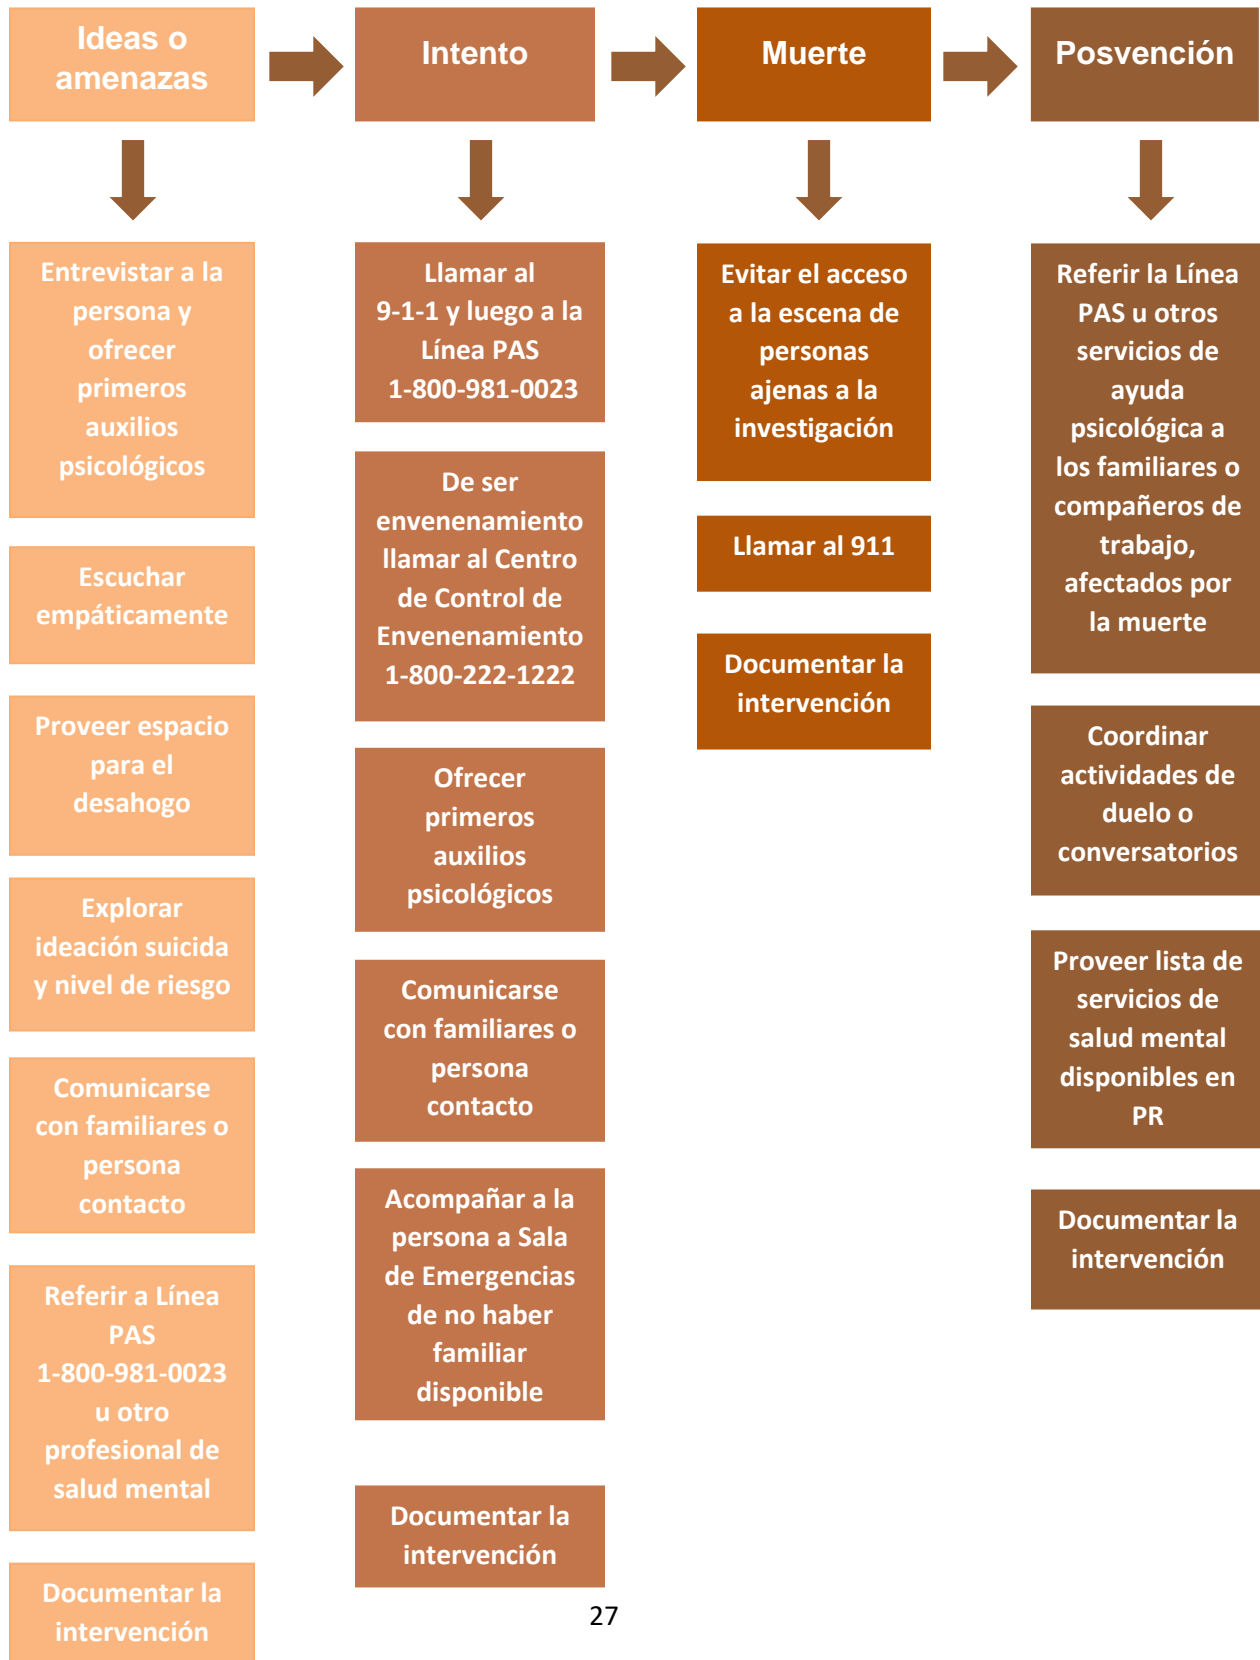 Ideas o
amenazas
Intento
Muerte
Posvención
Entrevistar a la
persona y
ofrecer
primeros
auxilios
psicológicos
Escuchar
empáticamente
Proveer espacio
para el
desahogo
Explorar
ideación suicida
y nivel de riesgo
Comunicarse
con familiares o
persona
contacto
Referir a Línea
PAS
1-800-981-0023
u otro
profesional de
salud mental
Documentar la
intervención
Llamar al
9-1-1 y luego a la
Línea PAS
1-800-981-0023
De ser
envenenamiento
llamar al Centro
de Control de
Envenenamiento
1-800-222-1222
Ofrecer
primeros
auxilios
psicológicos
Comunicarse
con familiares o
persona
contacto
Acompañar a la
persona a Sala
de Emergencias
de no haber
familiar
disponible
Documentar la
intervención
Evitar el acceso
a la escena de
personas
ajenas a la
investigación
Llamar al 911
Documentar la
intervención
Referir la Línea
PAS u otros
servicios de
ayuda
psicológica a
los familiares o
compañeros de
trabajo,
afectados por
la muerte
Coordinar
actividades de
duelo o
conversatorios
Proveer lista de
servicios de
salud mental
disponibles en
PR
Documentar la
intervención
27